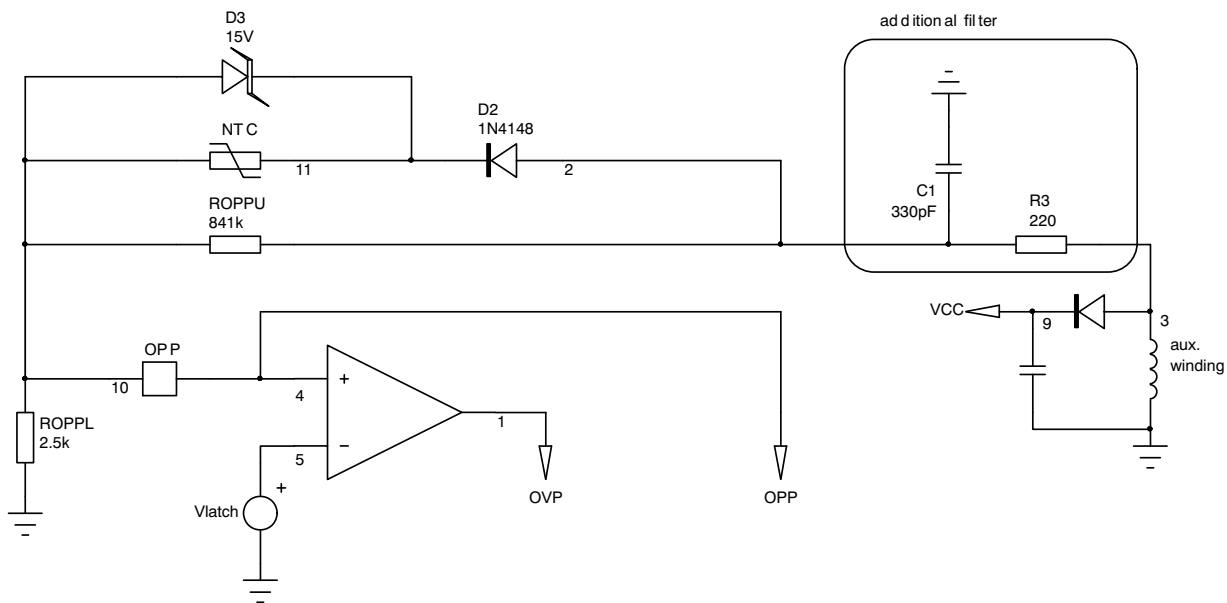 D3
15V
additional filter
NTC
11
D2
1N4148
2
C1
330pF
R3
220
ROPPU
841k
VCC
9
3
aux.
winding
OPP
10
4
+
1
ROPPL
2.5k
5
−
+
Vlatch
OVP
OPP